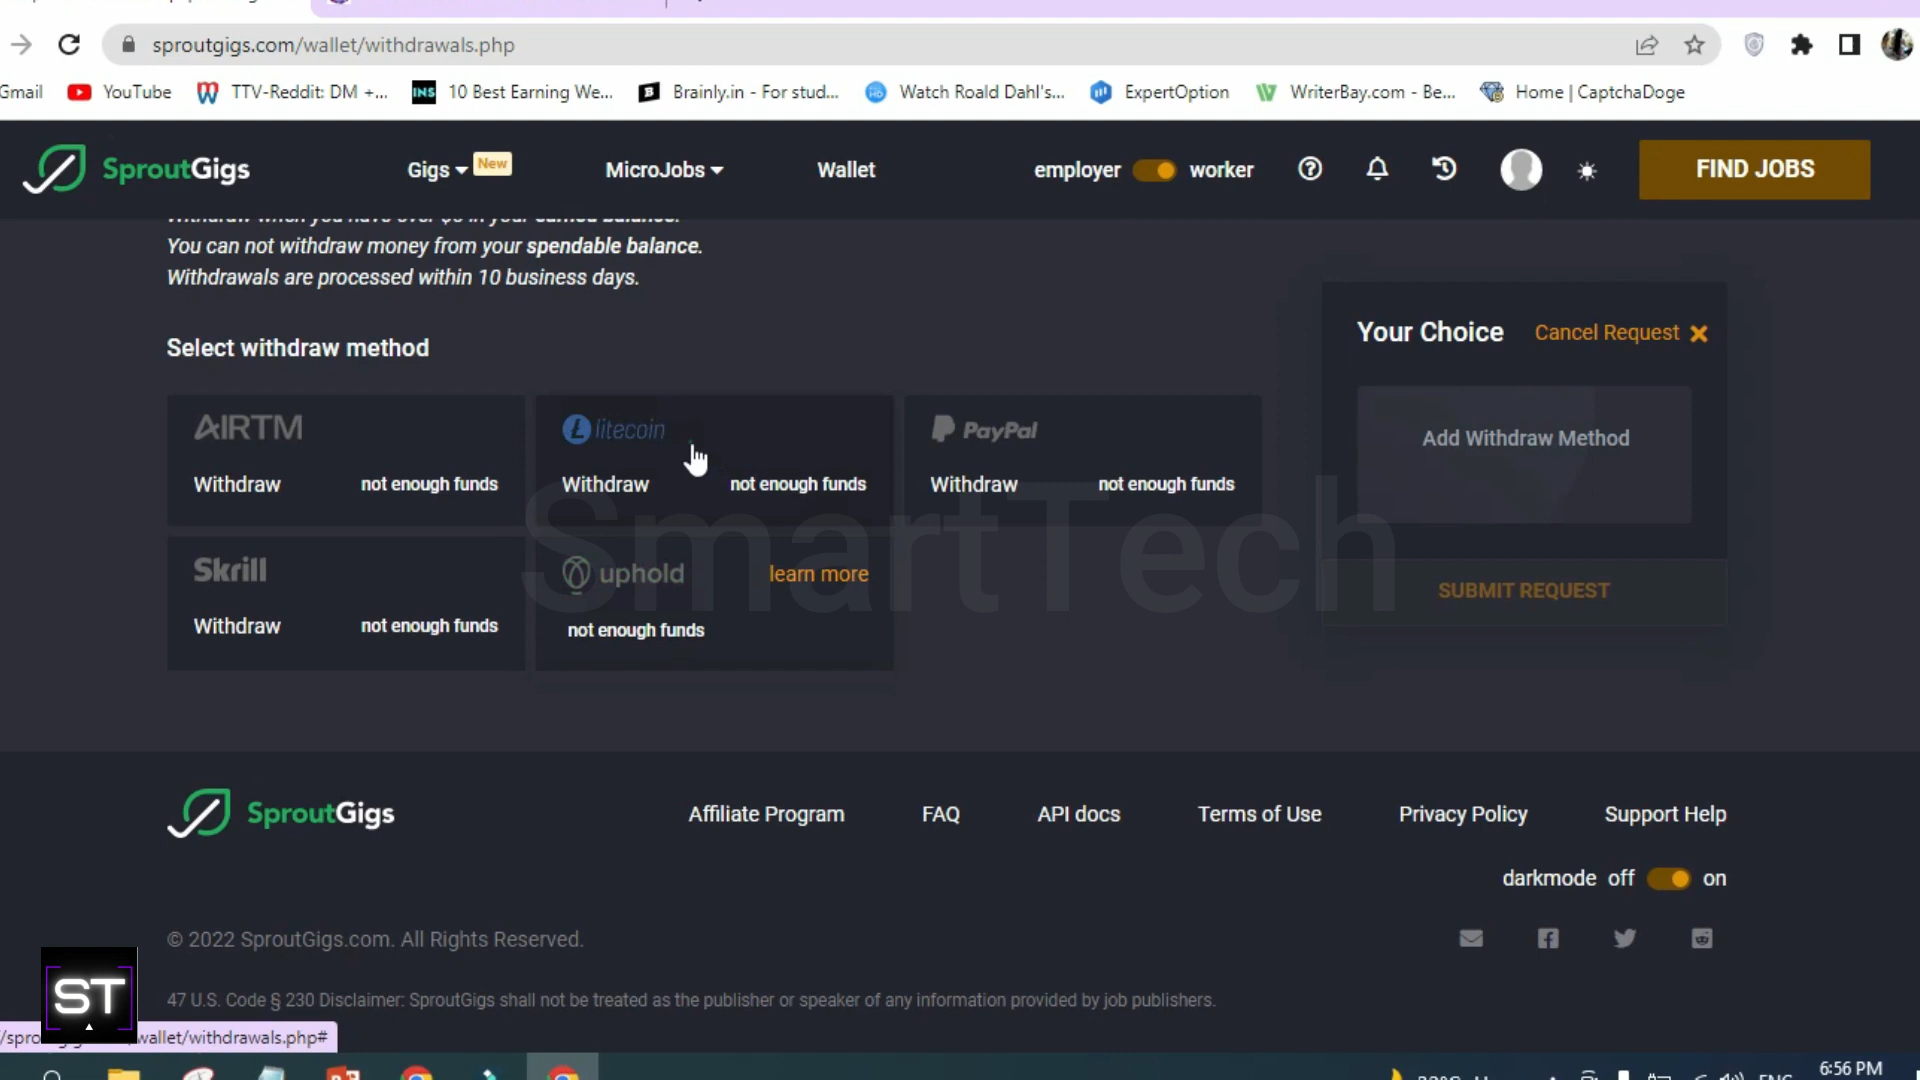 sproutgigs.com/wallet/withdrawals.php
Gmail YouTube TTV-Reddit: DM +... INS 10 Best Earning We... Brainly.in - For stud... Watch Roald Dahl's... ExpertOption WriterBay.com - Be... Home | CaptchaDoge
SproutGigs Gigs New MicroJobs Wallet employer worker FIND JOBS
You can not withdraw money from your spendable balance.
Withdrawals are processed within 10 business days.
Your Choice Cancel Request
Select withdraw method
AIRTM litecoin PayPal
Add Withdraw Method
Withdraw not enough funds Withdraw not enough funds Withdraw not enough funds
SmartTech
Skrill uphold learn more
SUBMIT REQUEST
Withdraw not enough funds not enough funds
SproutGigs Affiliate Program FAQ API docs Terms of Use Privacy Policy Support Help
darkmode off on
© 2022 SproutGigs.com. All Rights Reserved.
ST
47 U.S. Code § 230 Disclaimer: SproutGigs shall not be treated as the publisher or speaker of any information provided by job publishers.
wallet/withdrawals.php#
6:56 PM